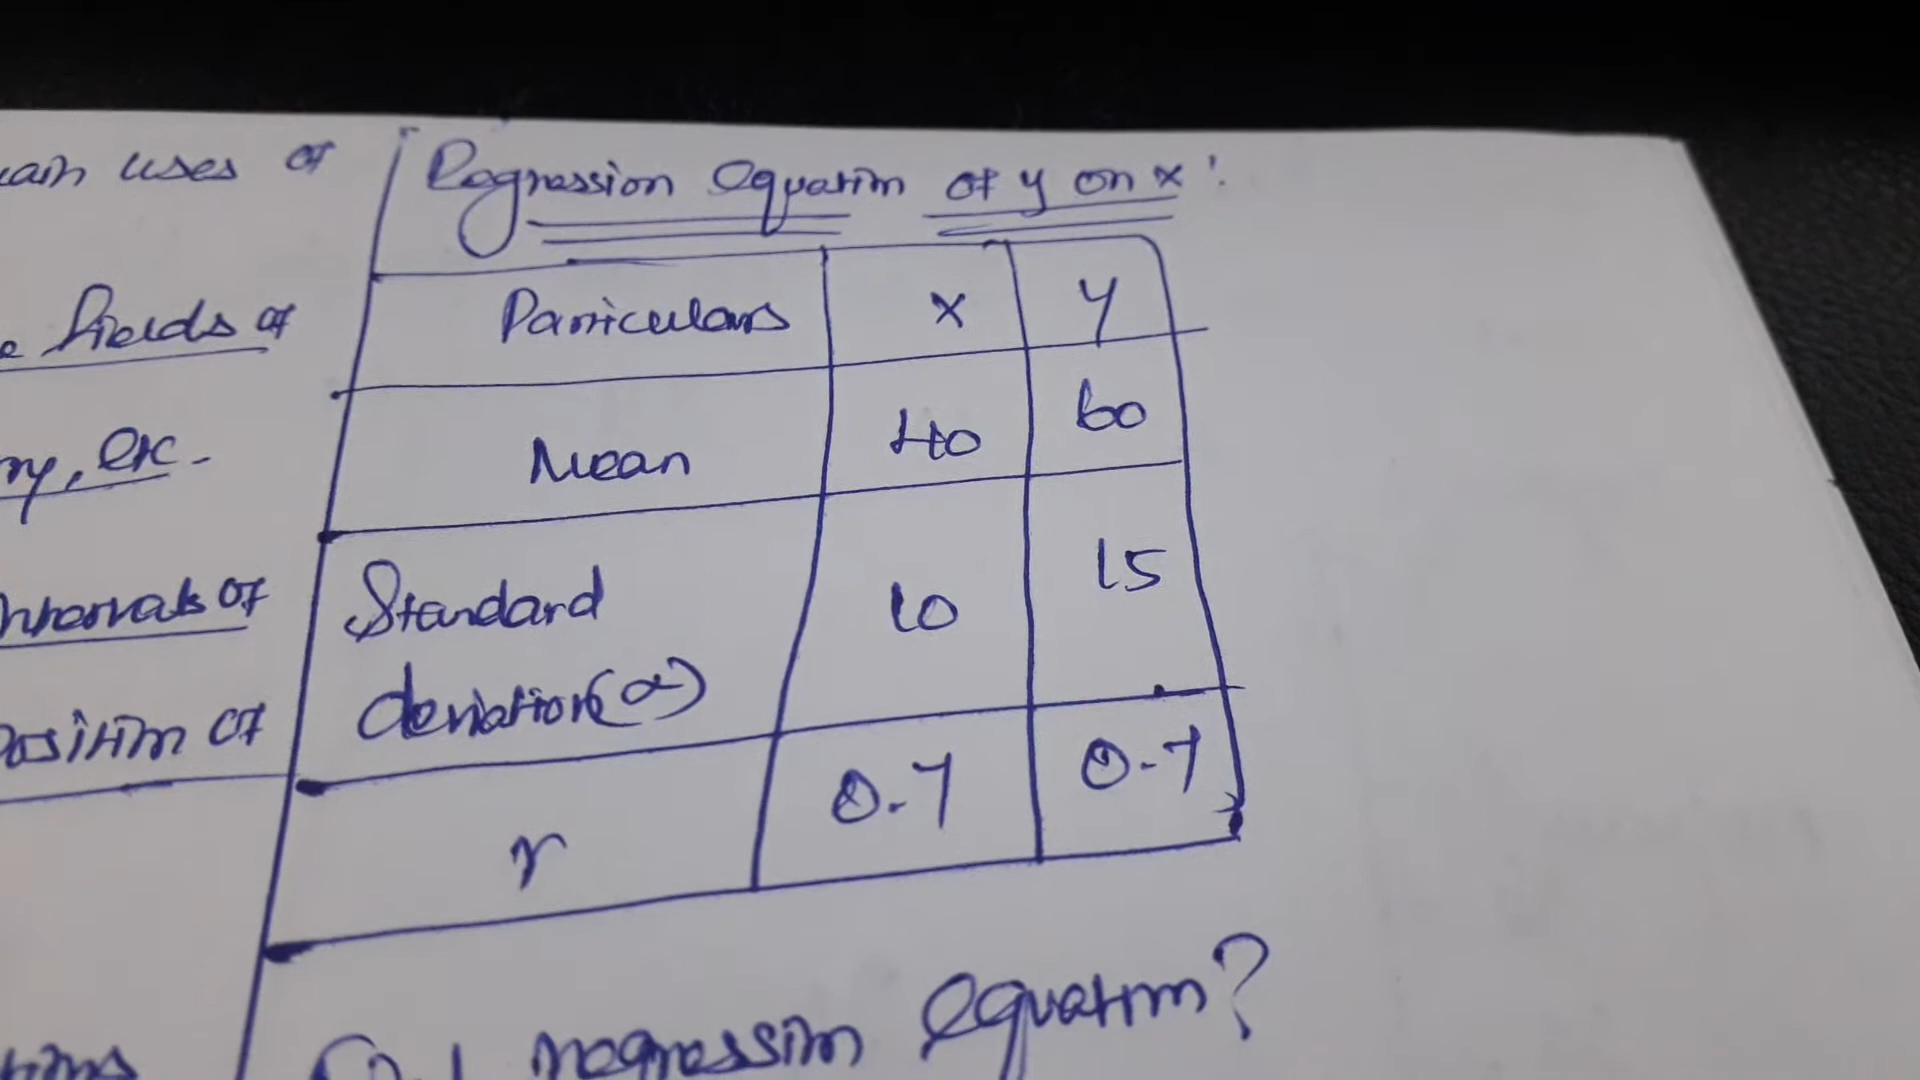 uses of
Regression equation of y on x:
Particulars x y
fields of
Mean 40 60
etc.
Intervals of
Standard 10 15
deviation(σ)
of
r 0.7 0.7
regression equation?